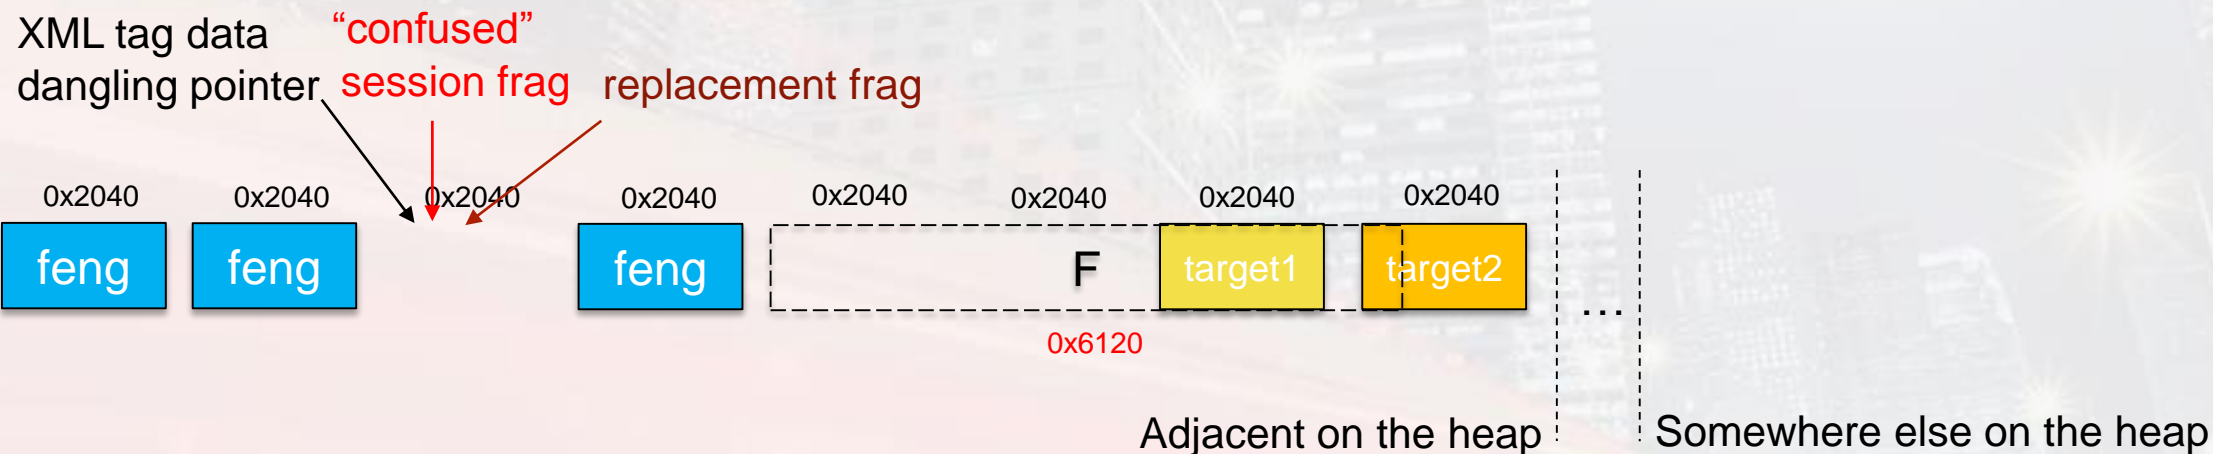 XML tag data
dangling pointer
“confused”
session frag
replacement frag
0x2040
0x2040
0x2040
0x2040
0x2040
0x2040
0x2040
0x2040
feng
feng
feng
F
target1
target2
...
0x6120
Adjacent on the heap
Somewhere else on the heap